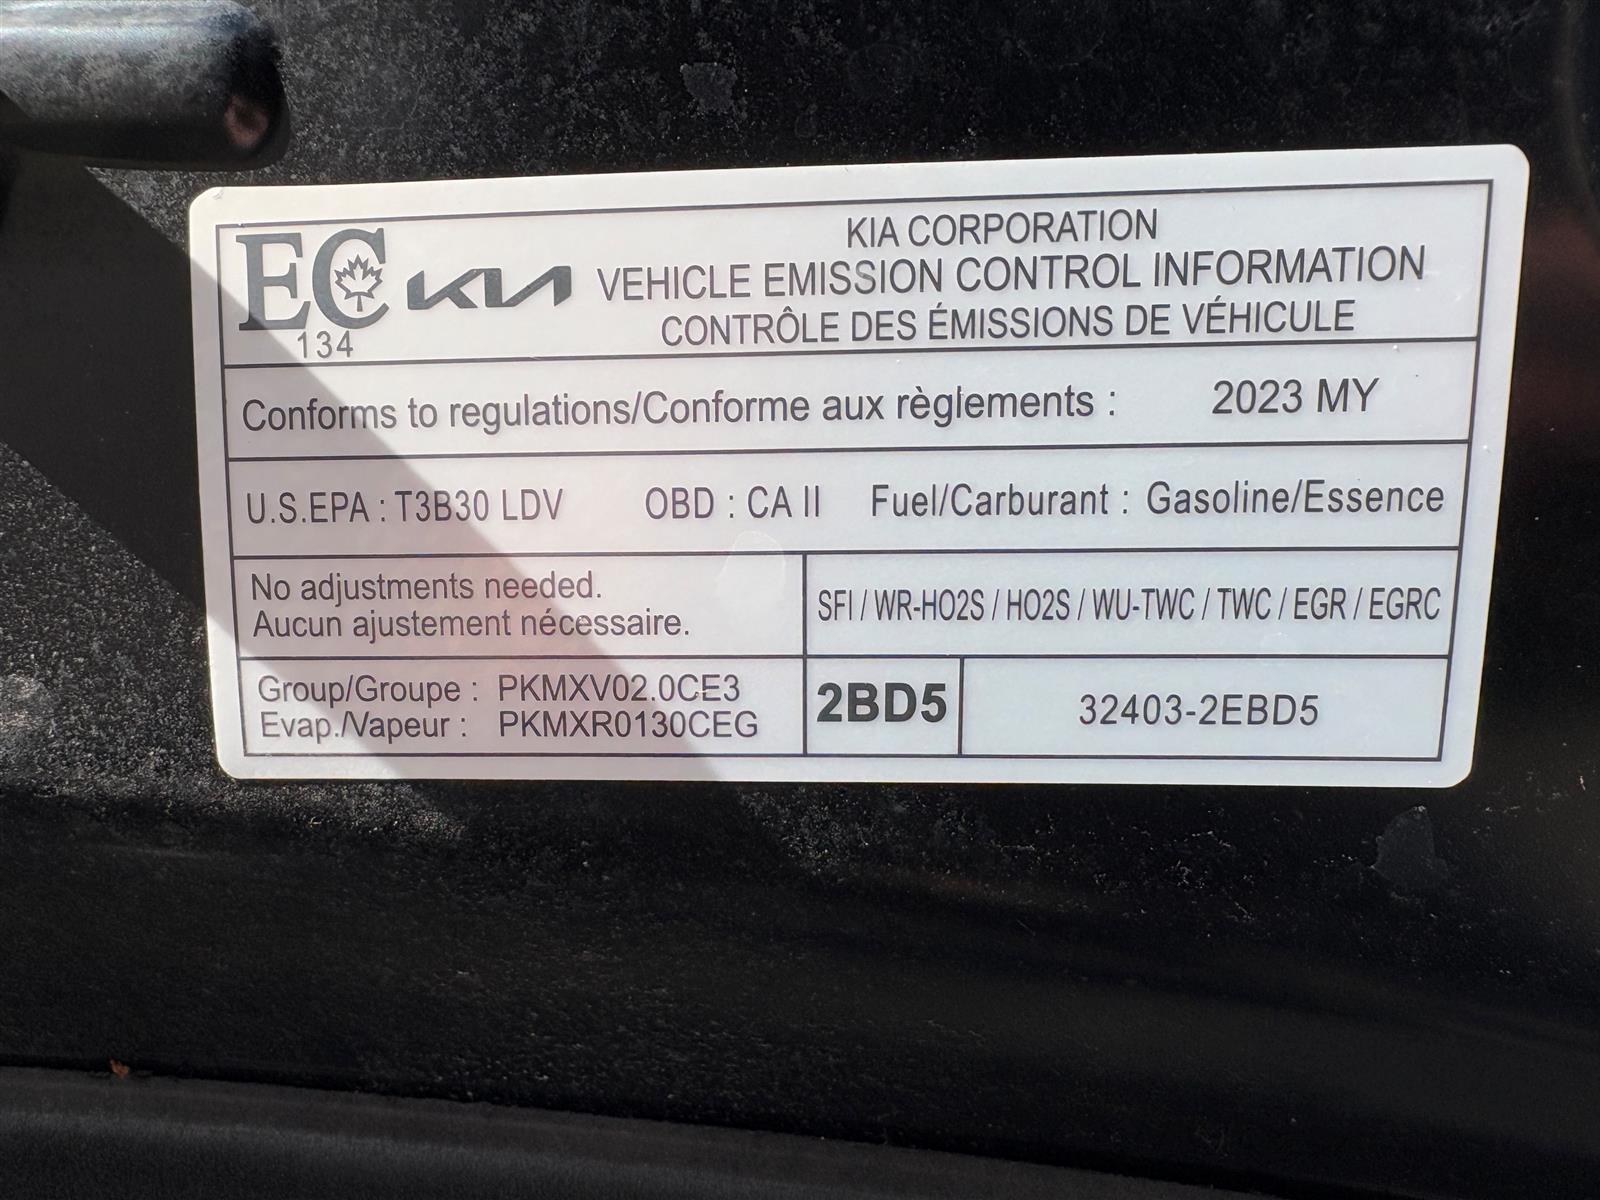 EC
134
KIA
KIA CORPORATION
VEHICLE EMISSION CONTROL INFORMATION
CONTRÔLE DES ÉMISSIONS DE VÉHICULE
Conforms to regulations/Conforme aux règlements : 2023 MY
U.S.EPA : T3B30 LDV OBD : CA II Fuel/Carburant : Gasoline/Essence
No adjustments needed.
Aucun ajustement nécessaire.
SFI / WR-HO2S / HO2S / WU-TWC / TWC / EGR / EGRC
Group/Groupe : PKMXV02.0CE3
Evap./Vapeur : PKMXR0130CEG
2BD5
32403-2EBD5